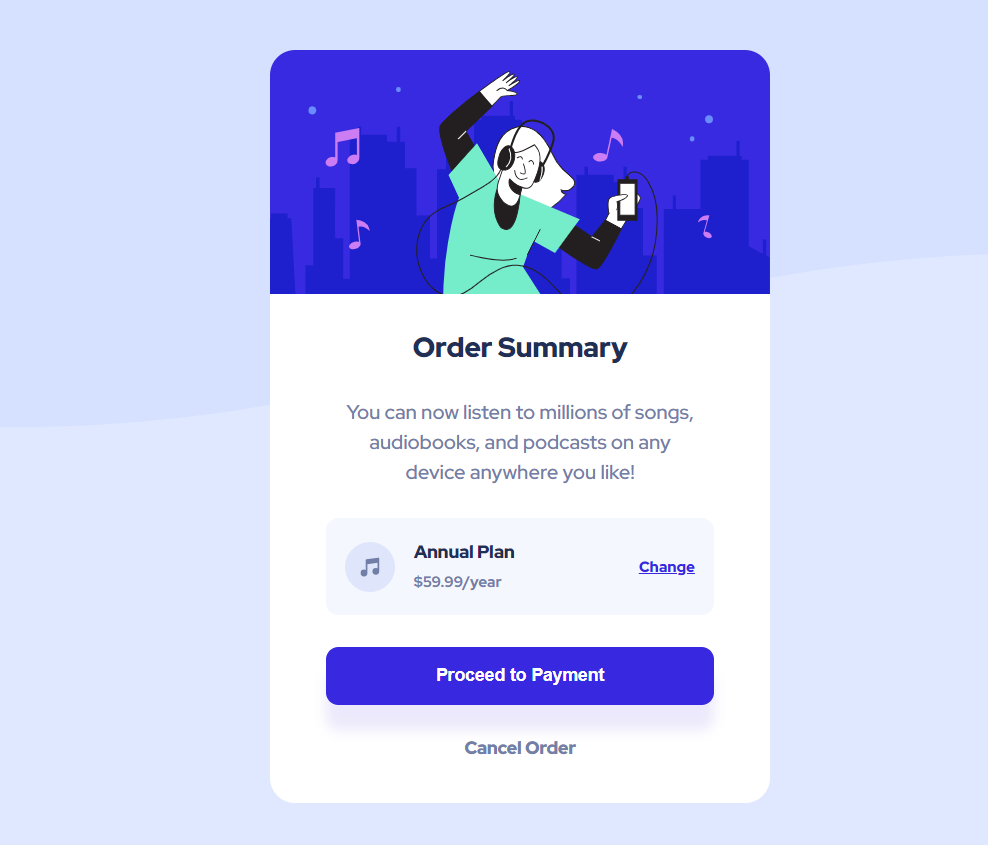 Order Summary
You can now listen to millions of songs,
audiobooks, and podcasts on any
device anywhere you like!
Annual Plan
$59.99/year
Change
Proceed to Payment
Cancel Order